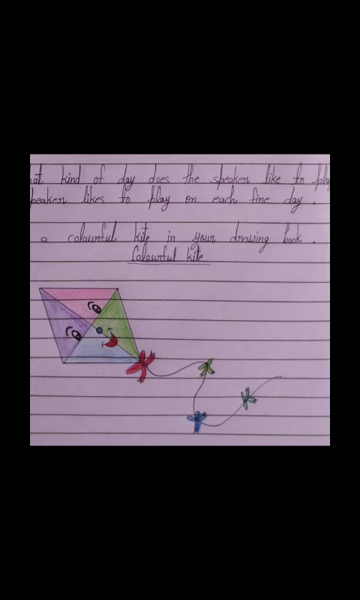 kind of day does the speaker like to play
speaker likes to play on each fine day.
a colourful kite in your drawing book.
Colourful kite